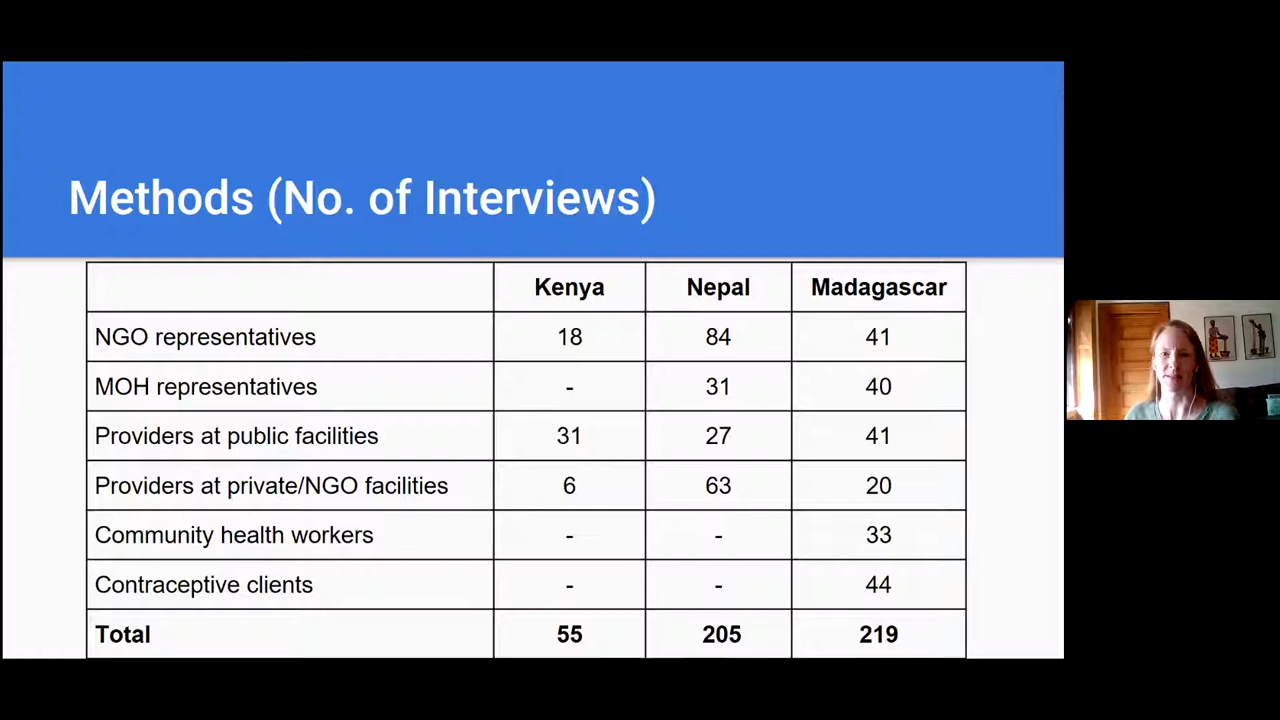 Methods (No. of Interviews)
Kenya Nepal Madagascar
NGO representatives 18 84 41
MOH representatives - 31 40
Providers at public facilities 31 27 41
Providers at private/NGO facilities 6 63 20
Community health workers - - 33
Contraceptive clients - - 44
Total 55 205 219